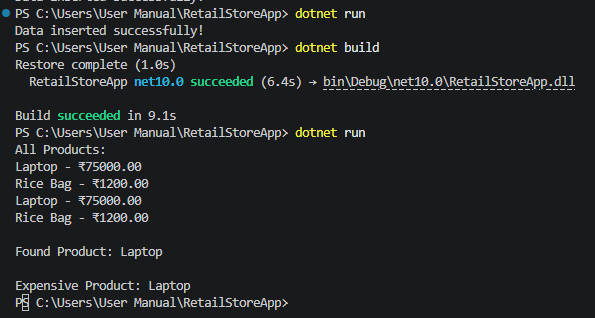 Data inserted successfully!
PS C:\Users\User Manual\RetailStoreApp> dotnet run
Data inserted successfully!
PS C:\Users\User Manual\RetailStoreApp> dotnet build
Restore complete (1.0s)
  RetailStoreApp net10.0 succeeded (6.4s) → bin\Debug\net10.0\RetailStoreApp.dll

Build succeeded in 9.1s
PS C:\Users\User Manual\RetailStoreApp> dotnet run
All Products:
Laptop - ₹75000.00
Rice Bag - ₹1200.00
Laptop - ₹75000.00
Rice Bag - ₹1200.00

Found Product: Laptop

Expensive Product: Laptop
PS C:\Users\User Manual\RetailStoreApp>